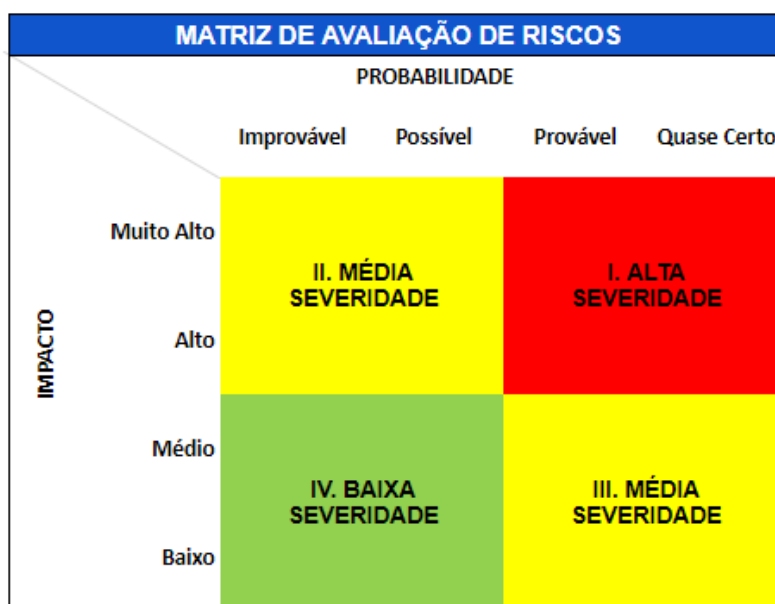 MATRIZ DE AVALIAÇÃO DE RISCOS
PROBABILIDADE
Improvável Possível Provável Quase Certo
IMPACTO
Muito Alto
II. MÉDIA
SEVERIDADE
I. ALTA
SEVERIDADE
Alto
Médio
IV. BAIXA
SEVERIDADE
III. MÉDIA
SEVERIDADE
Baixo